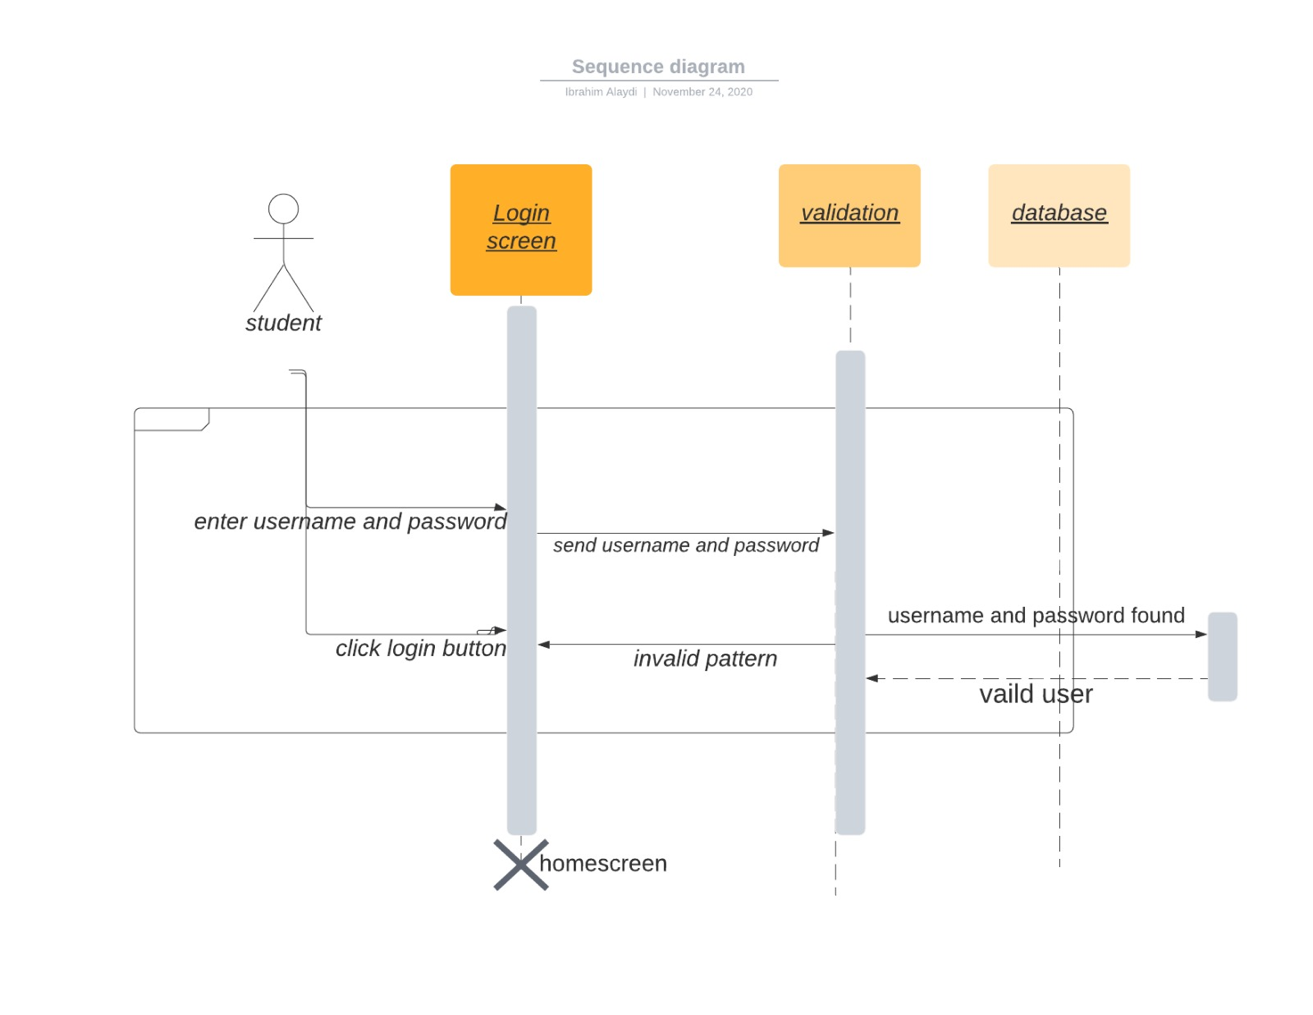 Sequence diagram
Ibrahim Alaydi | November 24, 2020
Login
screen
validation
database
student
enter username and password
send username and password
username and password found
click login button
invalid pattern
vaild user
homescreen